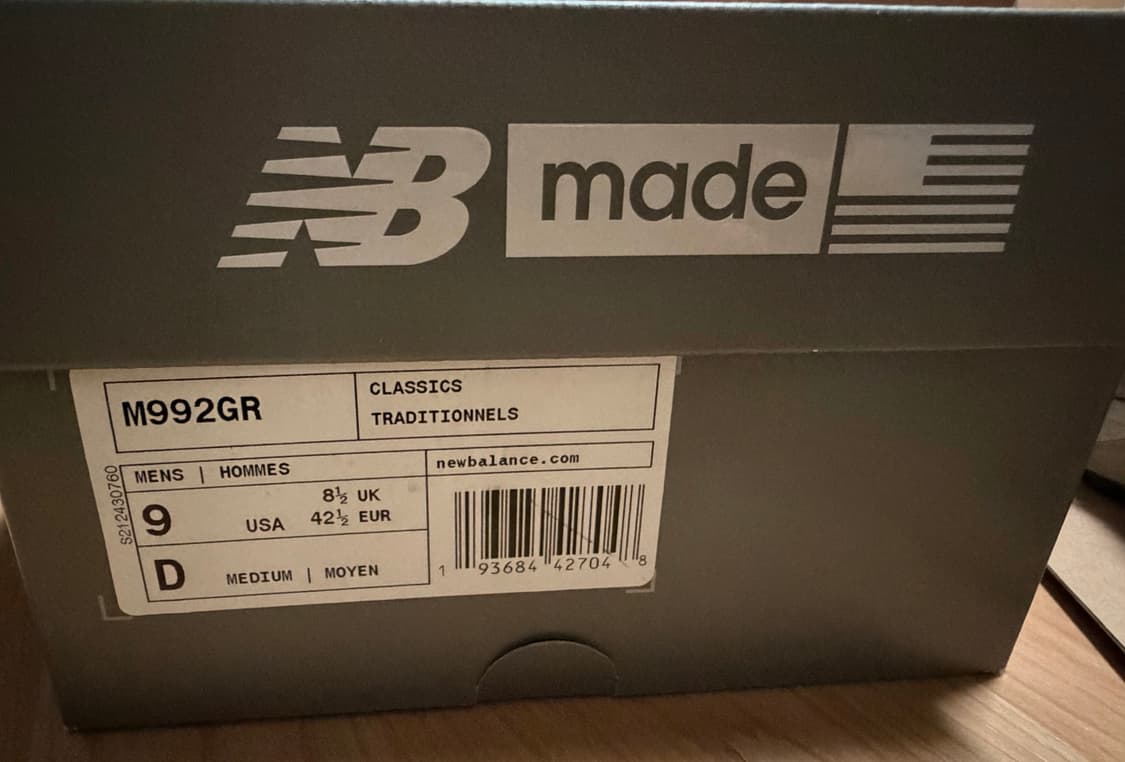 NB made
M992GR
CLASSICS
TRADITIONNELS
MENS | HOMMES
newbalance.com
9 USA 8½ UK
42½ EUR
D MEDIUM | MOYEN
1 93684 42704 8
S212430760